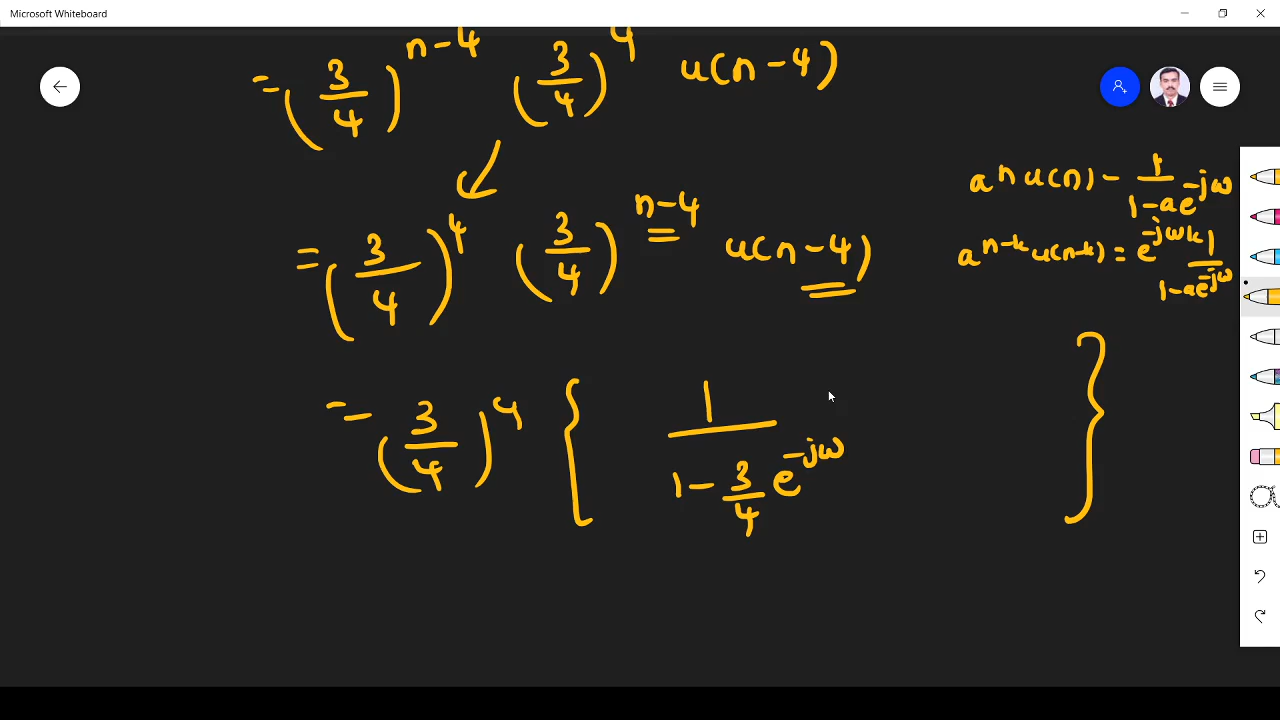 Microsoft Whiteboard
= (3/4)^(n-4) (3/4)^4 u(n-4)
a^n u(n) - 1/(1-ae^(-jω))
a^(n-k) u(n-k) = e^(-jωk) 1/(1-ae^(-jω))
= (3/4)^4 (3/4)^(n-4) u(n-4)
= (3/4)^4 { 1/(1-3/4 e^(-jω)) }